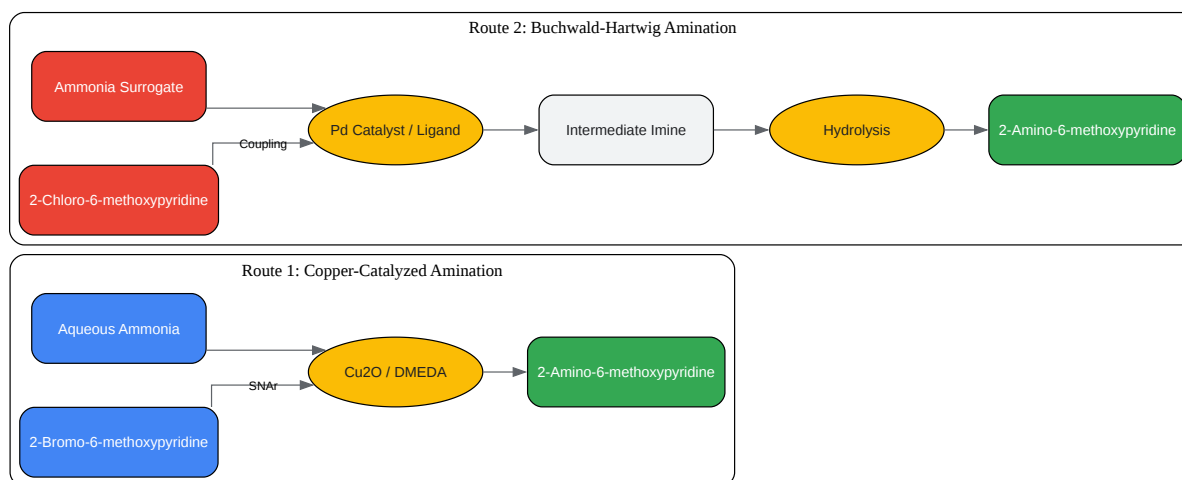 Route 2: Buchwald-Hartwig Amination
Ammonia Surrogate
Pd Catalyst / Ligand
Intermediate Imine
Hydrolysis
2-Amino-6-methoxypyridine
Coupling
2-Chloro-6-methoxypyridine
Route 1: Copper-Catalyzed Amination
Aqueous Ammonia
Cu2O / DMEDA
2-Amino-6-methoxypyridine
SNAr
2-Bromo-6-methoxypyridine